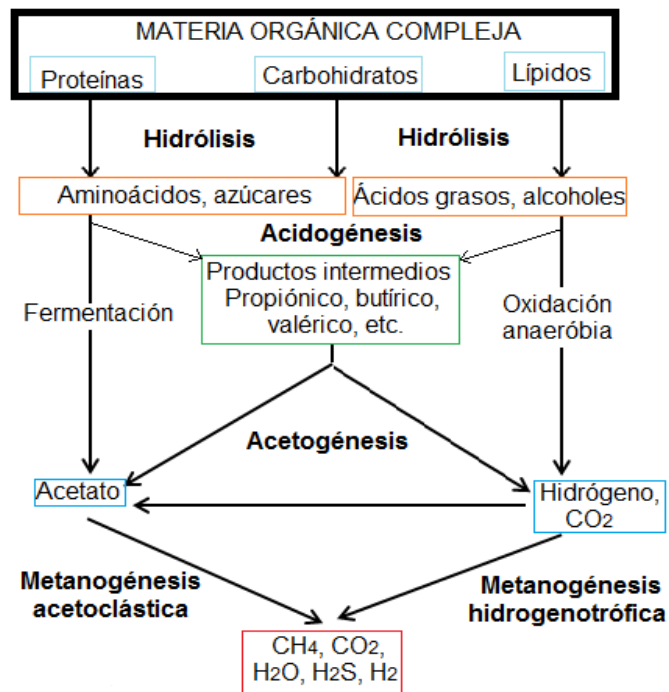 MATERIA ORGÁNICA COMPLEJA
Proteínas
Carbohidratos
Lípidos
Hidrólisis
Hidrólisis
Aminoácidos, azúcares
Ácidos grasos, alcoholes
Acidogénesis
Productos intermedios
Propiónico, butírico,
valérico, etc.
Fermentación
Oxidación
anaeróbia
Acetogénesis
Acetato
Hidrógeno,
CO2
Metanogénesis
acetoclástica
Metanogénesis
hidrogenotrófica
CH4, CO2,
H2O, H2S, H2